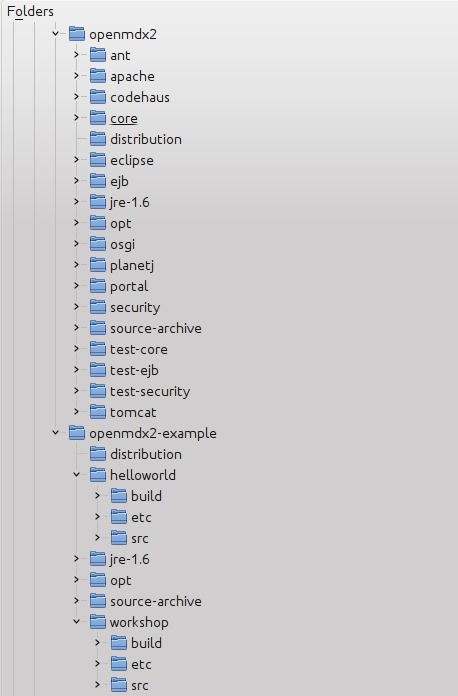 Folders
openmdx2
ant
apache
codehaus
core
distribution
eclipse
ejb
jre-1.6
opt
osgi
planetj
portal
security
source-archive
test-core
test-ejb
test-security
tomcat
openmdx2-example
distribution
helloworld
build
etc
src
jre-1.6
opt
source-archive
workshop
build
etc
src